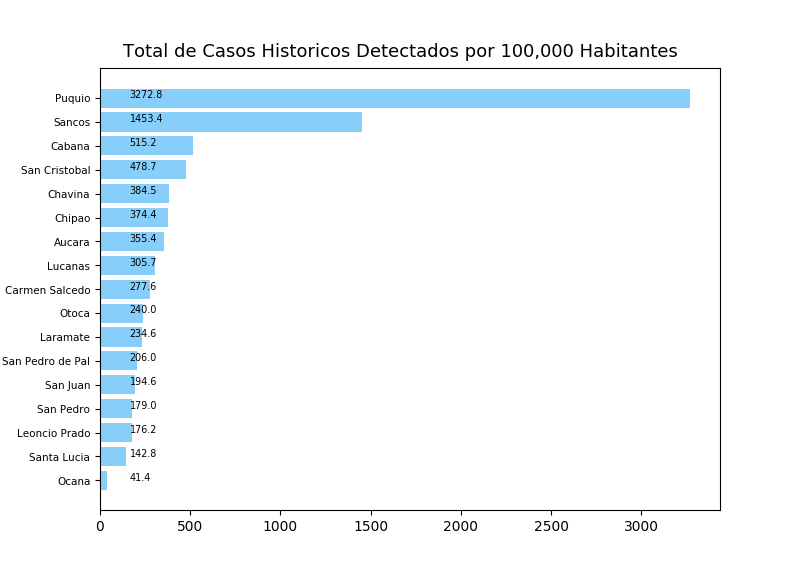 Total de Casos Historicos Detectados por 100,000 Habitantes
Puquio 3272.8
Sancos 1453.4
Cabana 515.2
San Cristobal 478.7
Chavina 384.5
Chipao 374.4
Aucara 355.4
Lucanas 305.7
Carmen Salcedo 277.6
Otoca 240.0
Laramate 234.6
San Pedro de Pal 206.0
San Juan 194.6
San Pedro 179.0
Leoncio Prado 176.2
Santa Lucia 142.8
Ocana 41.4
0 500 1000 1500 2000 2500 3000